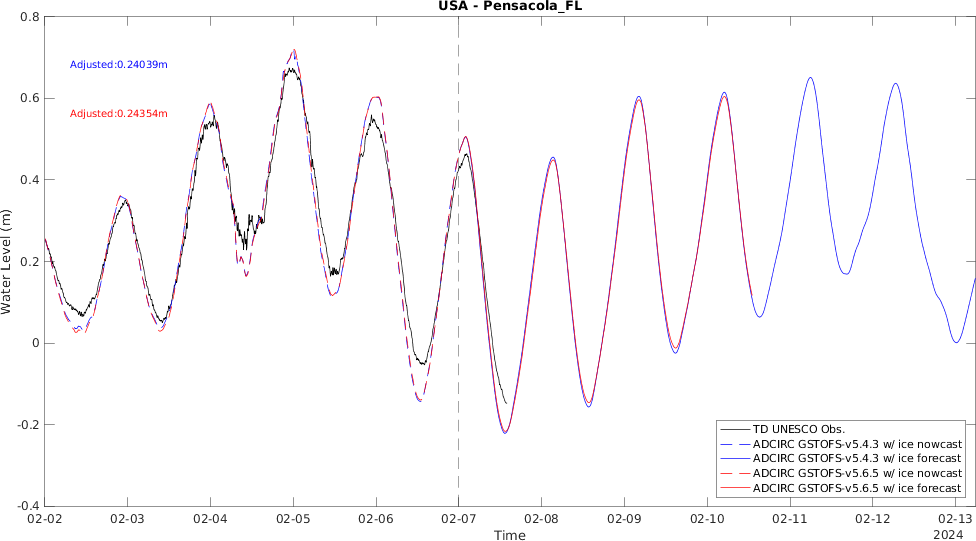 USA - Pensacola_FL
0.8
0.6
0.4
0.2
0
-0.2
-0.4
Water Level (m)
Adjusted:0.24039m
Adjusted:0.24354m
TD UNESCO Obs.
ADCIRC GSTOFS-v5.4.3 w/ ice nowcast
ADCIRC GSTOFS-v5.4.3 w/ ice forecast
ADCIRC GSTOFS-v5.6.5 w/ ice nowcast
ADCIRC GSTOFS-v5.6.5 w/ ice forecast
02-02 02-03 02-04 02-05 02-06 02-07 02-08 02-09 02-10 02-11 02-12 02-13
Time
2024